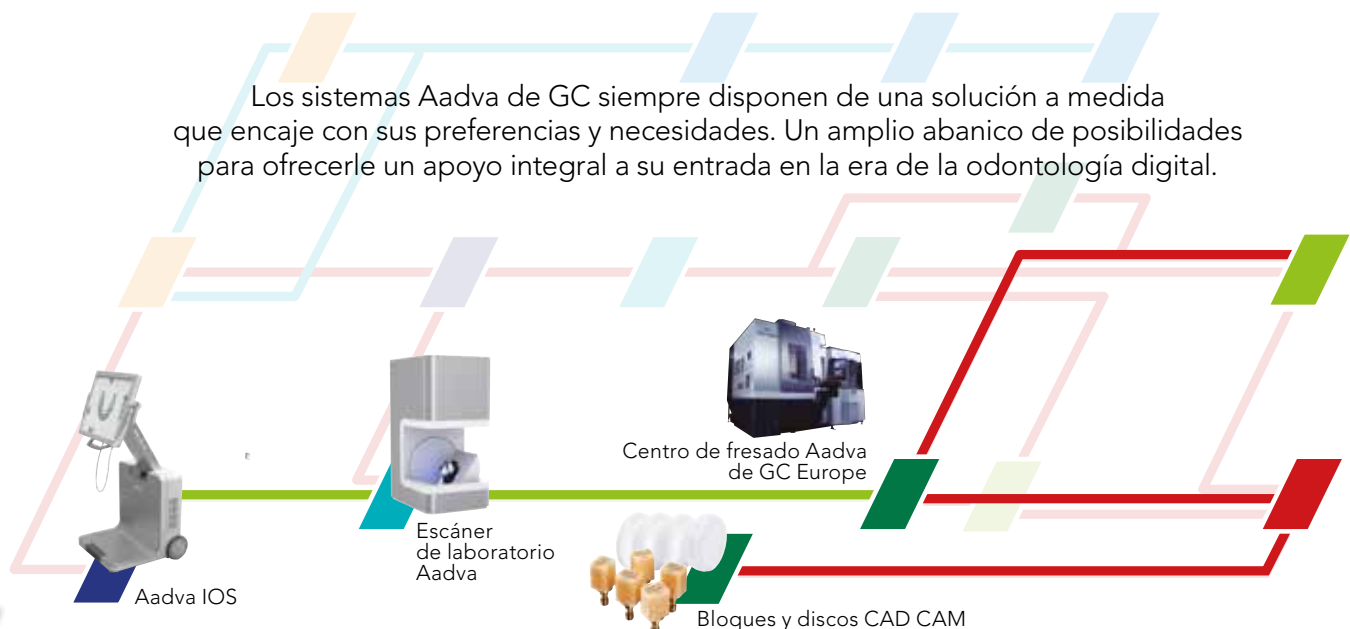 Los sistemas Aadva de GC siempre disponen de una solución a medida
que encaje con sus preferencias y necesidades. Un amplio abanico de posibilidades
para ofrecerle un apoyo integral a su entrada en la era de la odontología digital.
Centro de fresado Aadva
de GC Europe
Escáner
de laboratorio
Aadva
Aadva IOS
Bloques y discos CAD CAM